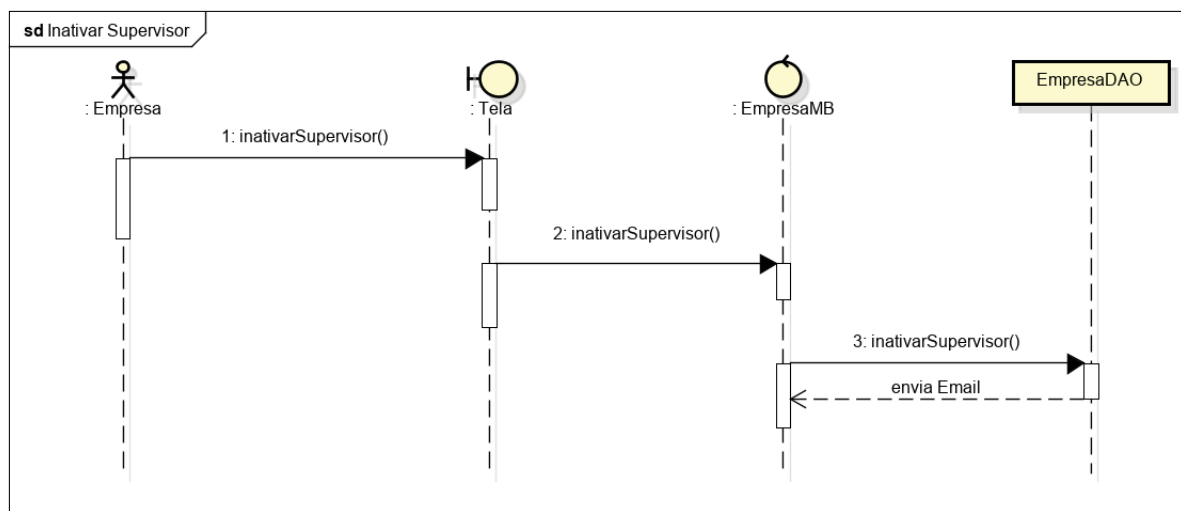 sd Inativar Supervisor
: Empresa
: Tela
: EmpresaMB
EmpresaDAO
1: inativarSupervisor()
2: inativarSupervisor()
3: inativarSupervisor()
envia Email